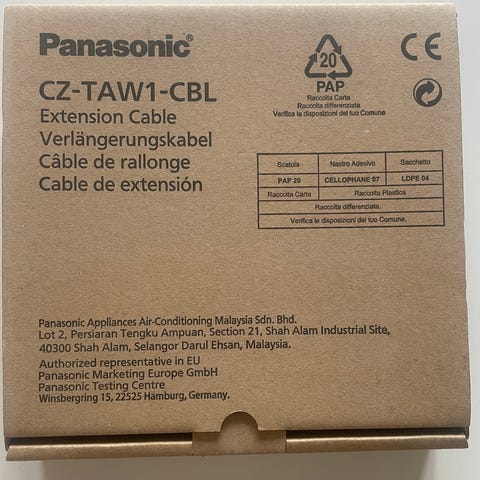 Panasonic®
CZ-TAW1-CBL
Extension Cable
Verlängerungskabel
Câble de rallonge
Cable de extensión
20
PAP
Raccolta Carta
Raccolta differenziata
Verifica le disposizioni del tuo Comune
CE
Scatola Nastro Adesivo Sacchetto
PAP 20 CELLOPHANE 07 LDPE 04
Raccolta Carta Raccolta Plastica
Raccolta differenziata.
Verifica le disposizioni del tuo Comune.
Panasonic Appliances Air-Conditioning Malaysia Sdn. Bhd.
Lot 2, Persiaran Tengku Ampuan, Section 21, Shah Alam Industrial Site,
40300 Shah Alam, Selangor Darul Ehsan, Malaysia.
Authorized representative in EU
Panasonic Marketing Europe GmbH
Panasonic Testing Centre
Winsbergring 15, 22525 Hamburg, Germany.